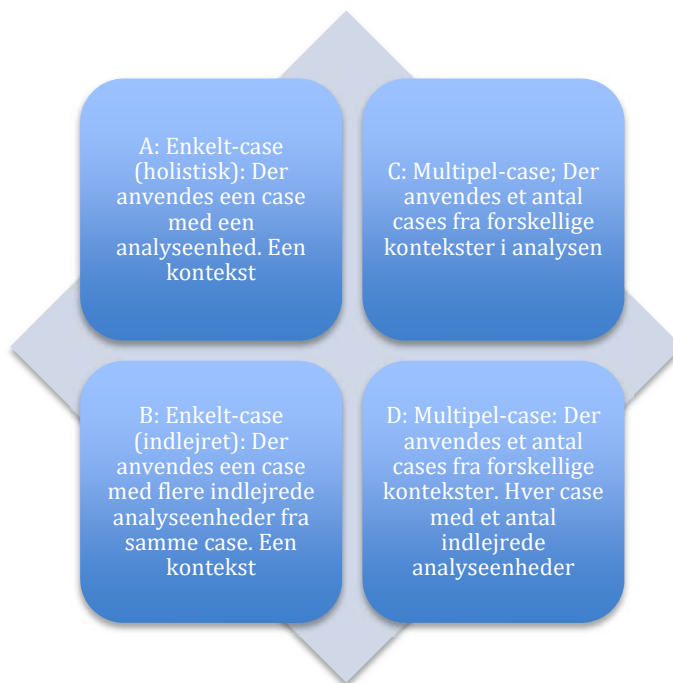 A: Enkelt-case
(holistisk): Der
anvendes een case
med een
analyseenhed. Een
kontekst
C: Multipel-case; Der
anvendes et antal
cases fra forskellige
kontekster i analysen
B: Enkelt-case
(indlejret): Der
anvendes een case
med flere indlejrede
analyseenheder fra
samme case. Een
kontekst
D: Multipel-case: Der
anvendes et antal
cases fra forskellige
kontekster. Hver case
med et antal
indlejrede
analyseenheder